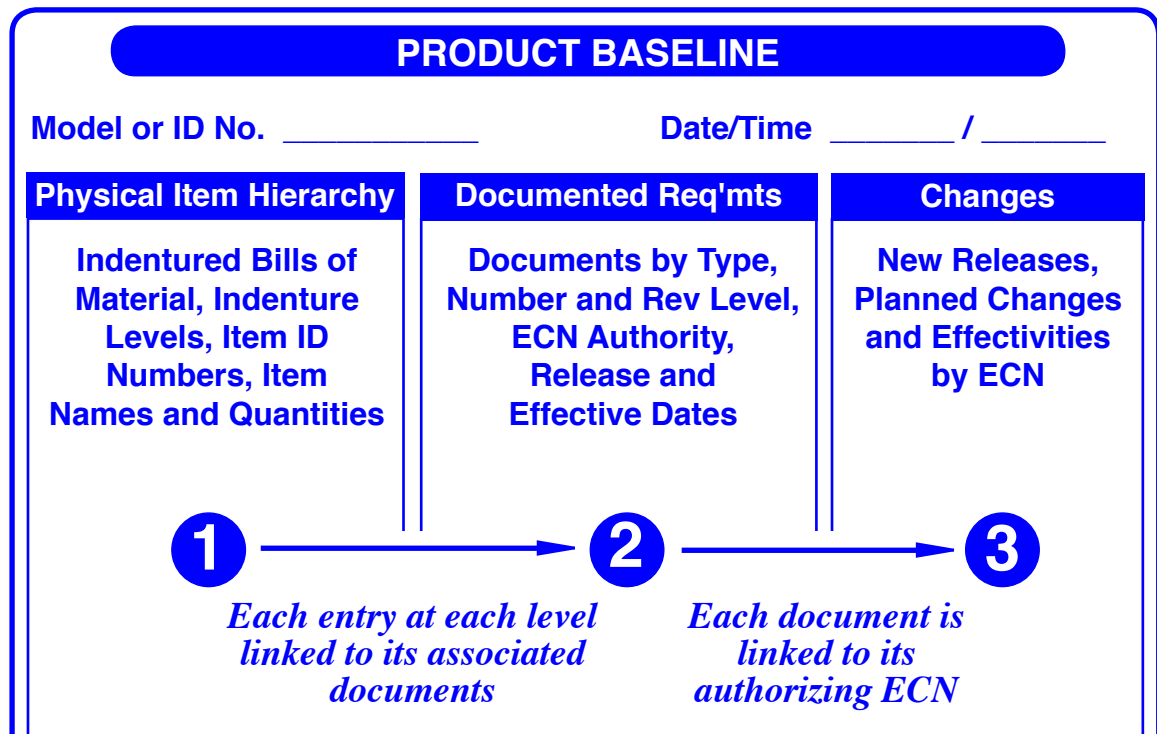 PRODUCT BASELINE
Model or ID No. ___________ Date/Time _______ / _______
Physical Item Hierarchy
Indentured Bills of
Material, Indenture
Levels, Item ID
Numbers, Item
Names and Quantities
Documented Req'mts
Documents by Type,
Number and Rev Level,
ECN Authority,
Release and
Effective Dates
Changes
New Releases,
Planned Changes
and Effectivities
by ECN
1
2
3
Each entry at each level
linked to its associated
documents
Each document is
linked to its
authorizing ECN